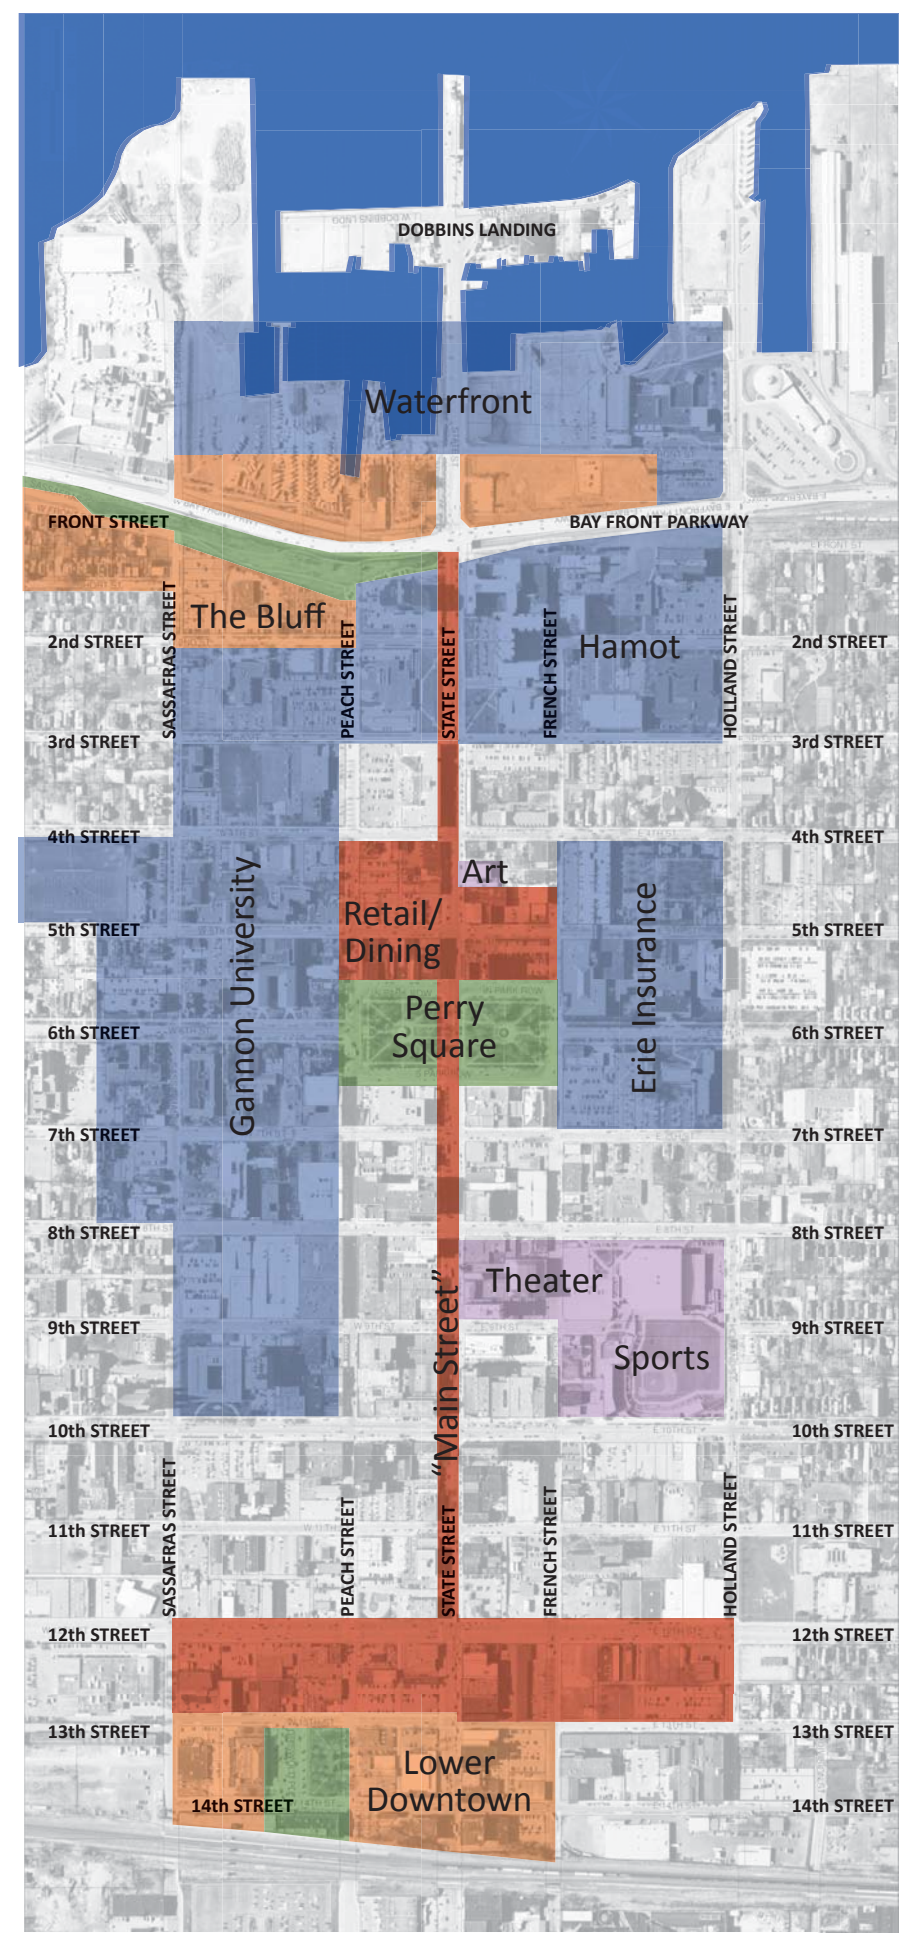 DOBBINS LANDING
Waterfront
FRONT STREET
BAY FRONT PARKWAY
The Bluff
Hamot
SASSAFRAS STREET
PEACH STREET
STATE STREET
FRENCH STREET
HOLLAND STREET
2nd STREET
2nd STREET
3rd STREET
3rd STREET
4th STREET
4th STREET
Art
Retail/
Dining
Gannon University
Erie Insurance
5th STREET
5th STREET
Perry
Square
6th STREET
6th STREET
7th STREET
7th STREET
8th STREET
8th STREET
Theater
"Main Street"
9th STREET
9th STREET
Sports
10th STREET
10th STREET
SASSAFRAS STREET
PEACH STREET
STATE STREET
FRENCH STREET
HOLLAND STREET
11th STREET
11th STREET
12th STREET
12th STREET
13th STREET
13th STREET
Lower
Downtown
14th STREET
14th STREET